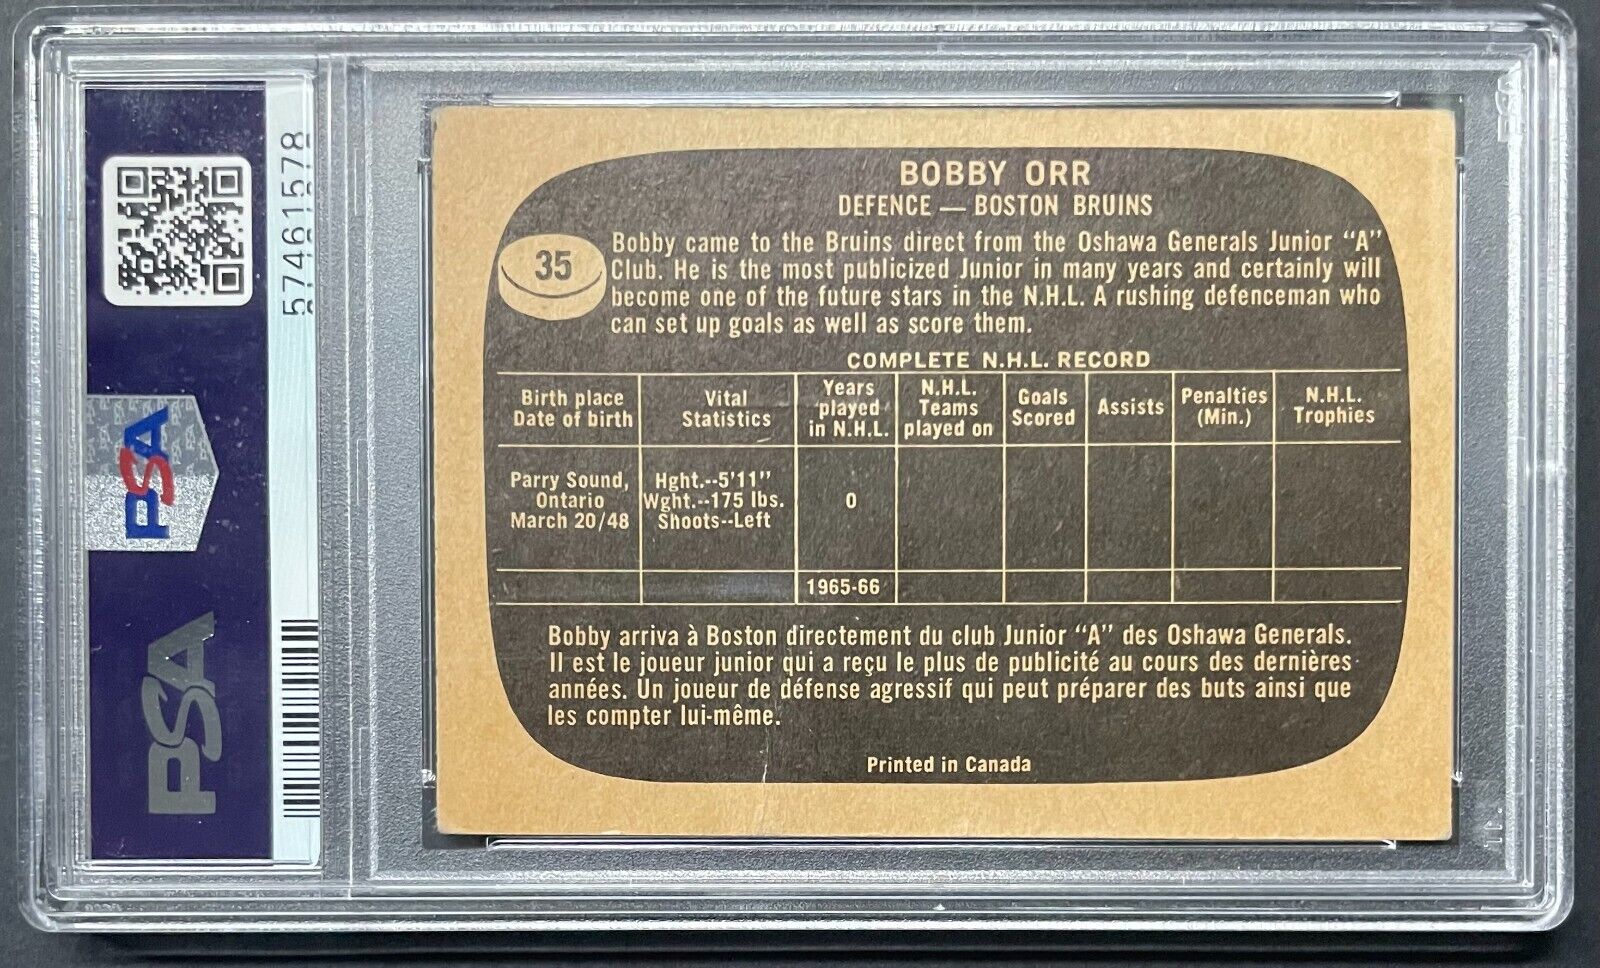 57461578
PSA
PSA
BOBBY ORR
DEFENCE — BOSTON BRUINS
35
Bobby came to the Bruins direct from the Oshawa Generals Junior "A"
Club. He is the most publicized Junior in many years and certainly will
become one of the future stars in the N.H.L. A rushing defenceman who
can set up goals as well as score them.
COMPLETE N.H.L. RECORD
Birth place
Date of birth
Vital
Statistics
Years
played
in N.H.L.
N.H.L.
Teams
played on
Goals
Scored
Assists
Penalties
(Min.)
N.H.L.
Trophies
Parry Sound,
Ontario
March 20/48
Hght.--5'11"
Wght.--175 lbs.
Shoots--Left
0
1965-66
Bobby arriva à Boston directement du club Junior "A" des Oshawa Generals.
Il est le joueur junior qui a reçu le plus de publicité au cours des dernières
années. Un joueur de défense agressif qui peut préparer des buts ainsi que
les compter lui-même.
Printed in Canada